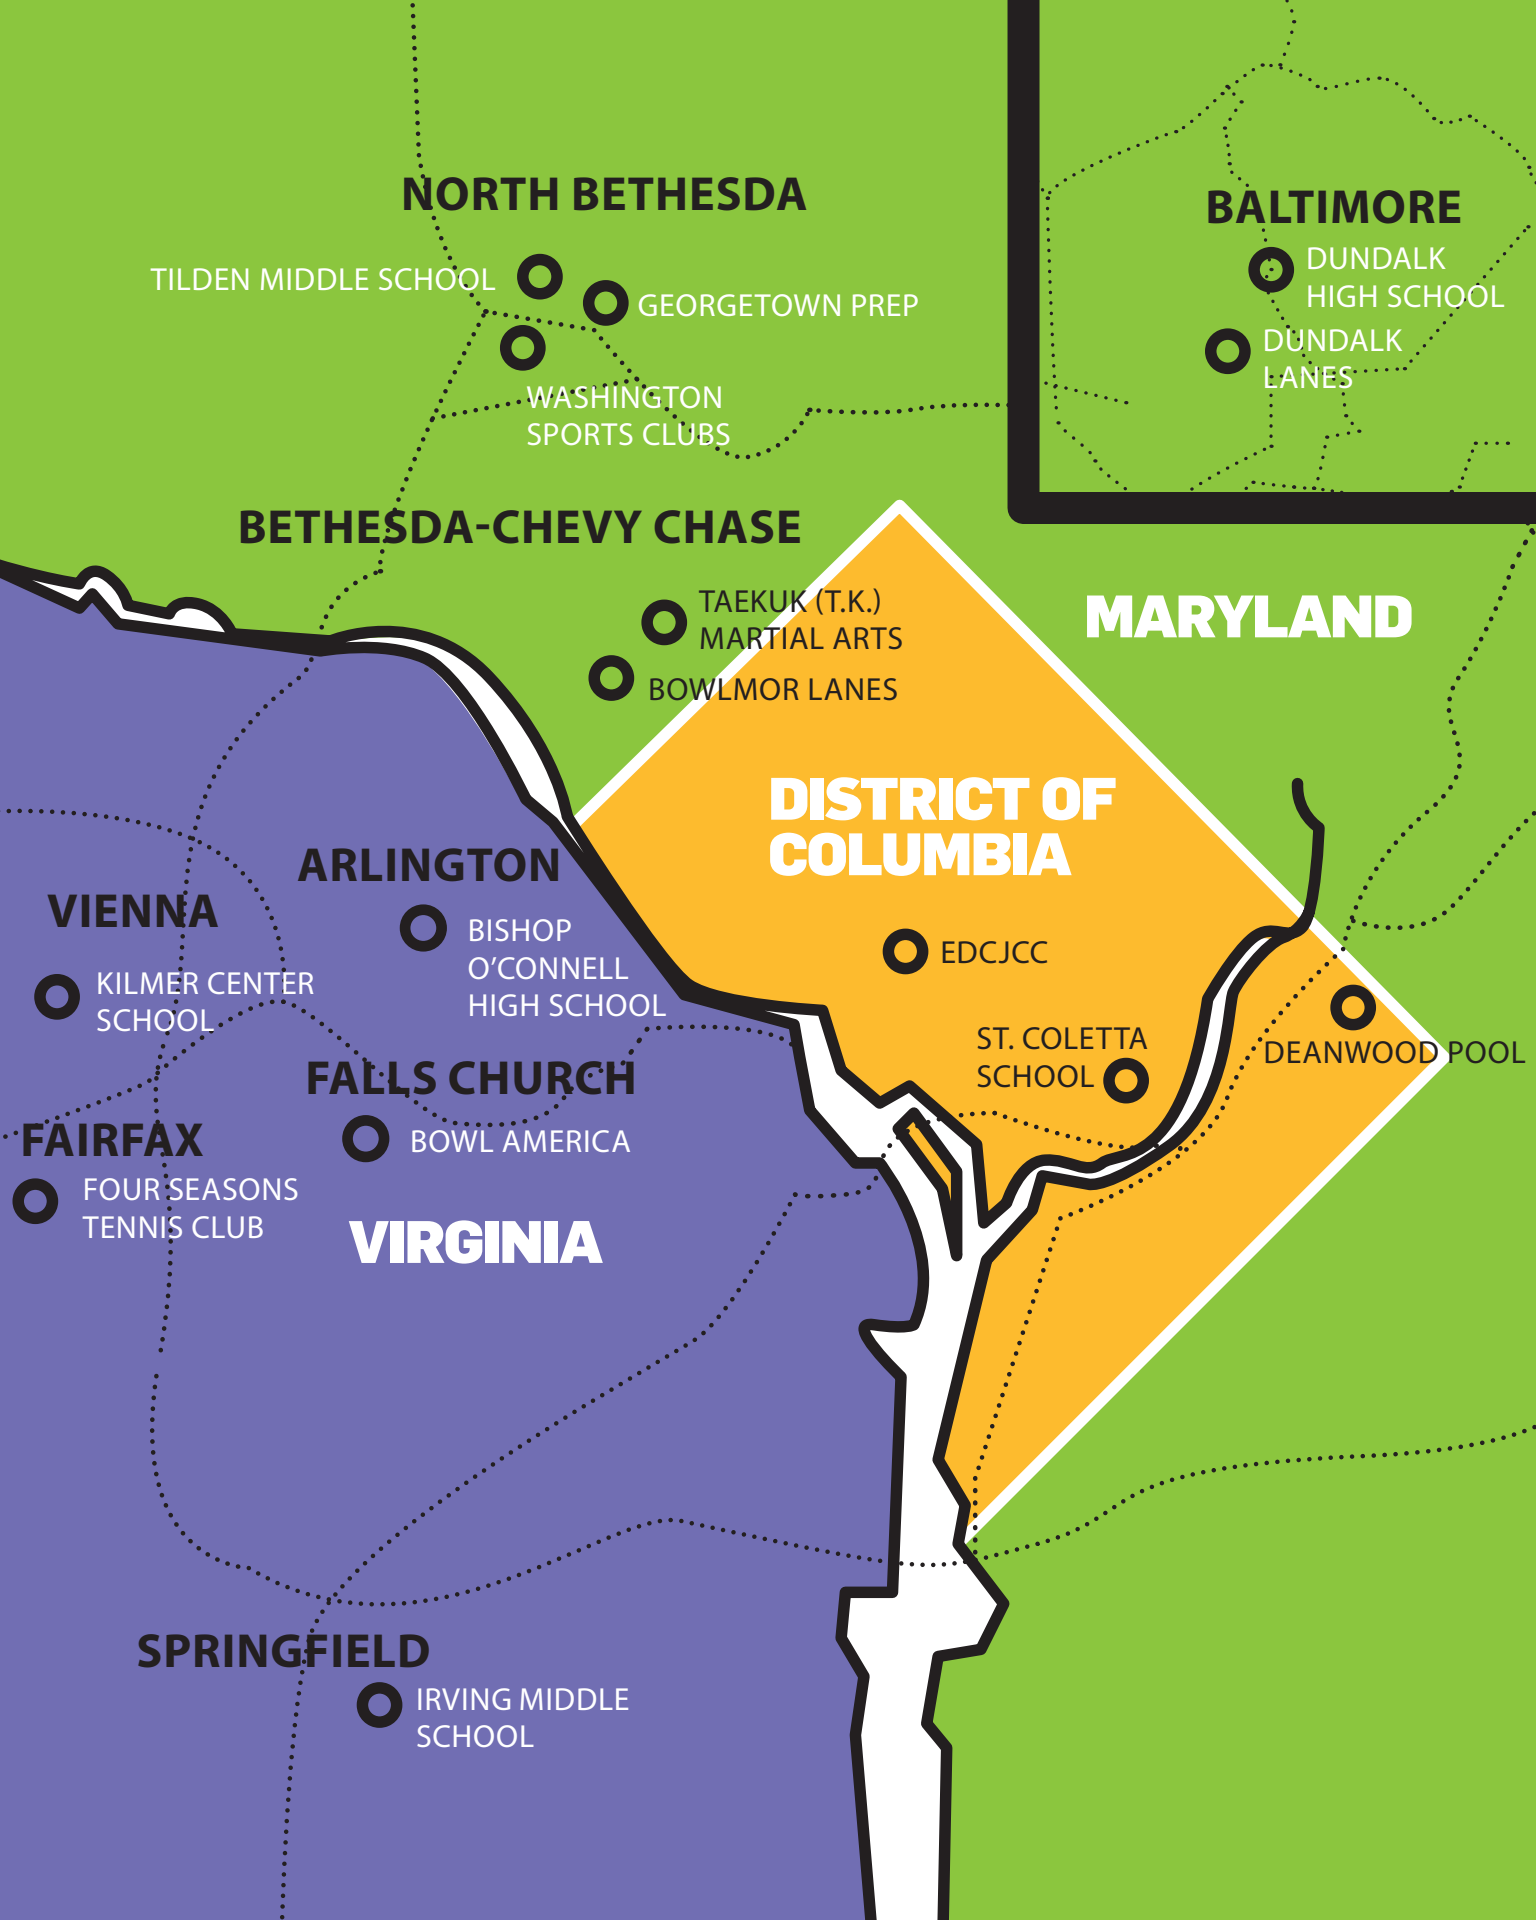 NORTH BETHESDA
TILDEN MIDDLE SCHOOL
GEORGETOWN PREP
WASHINGTON
SPORTS CLUBS
BALTIMORE
DUNDALK
HIGH SCHOOL
DUNDALK
LANES
BETHESDA-CHEVY CHASE
TAEKUK (T.K.)
MARTIAL ARTS
BOWLMOR LANES
MARYLAND
DISTRICT OF
COLUMBIA
EDCJCC
ST. COLETTA
SCHOOL
DEANWOOD POOL
ARLINGTON
BISHOP
O’CONNELL
HIGH SCHOOL
VIENNA
KILMER CENTER
SCHOOL
FALLS CHURCH
BOWL AMERICA
FAIRFAX
FOUR SEASONS
TENNIS CLUB
VIRGINIA
SPRINGFIELD
IRVING MIDDLE
SCHOOL